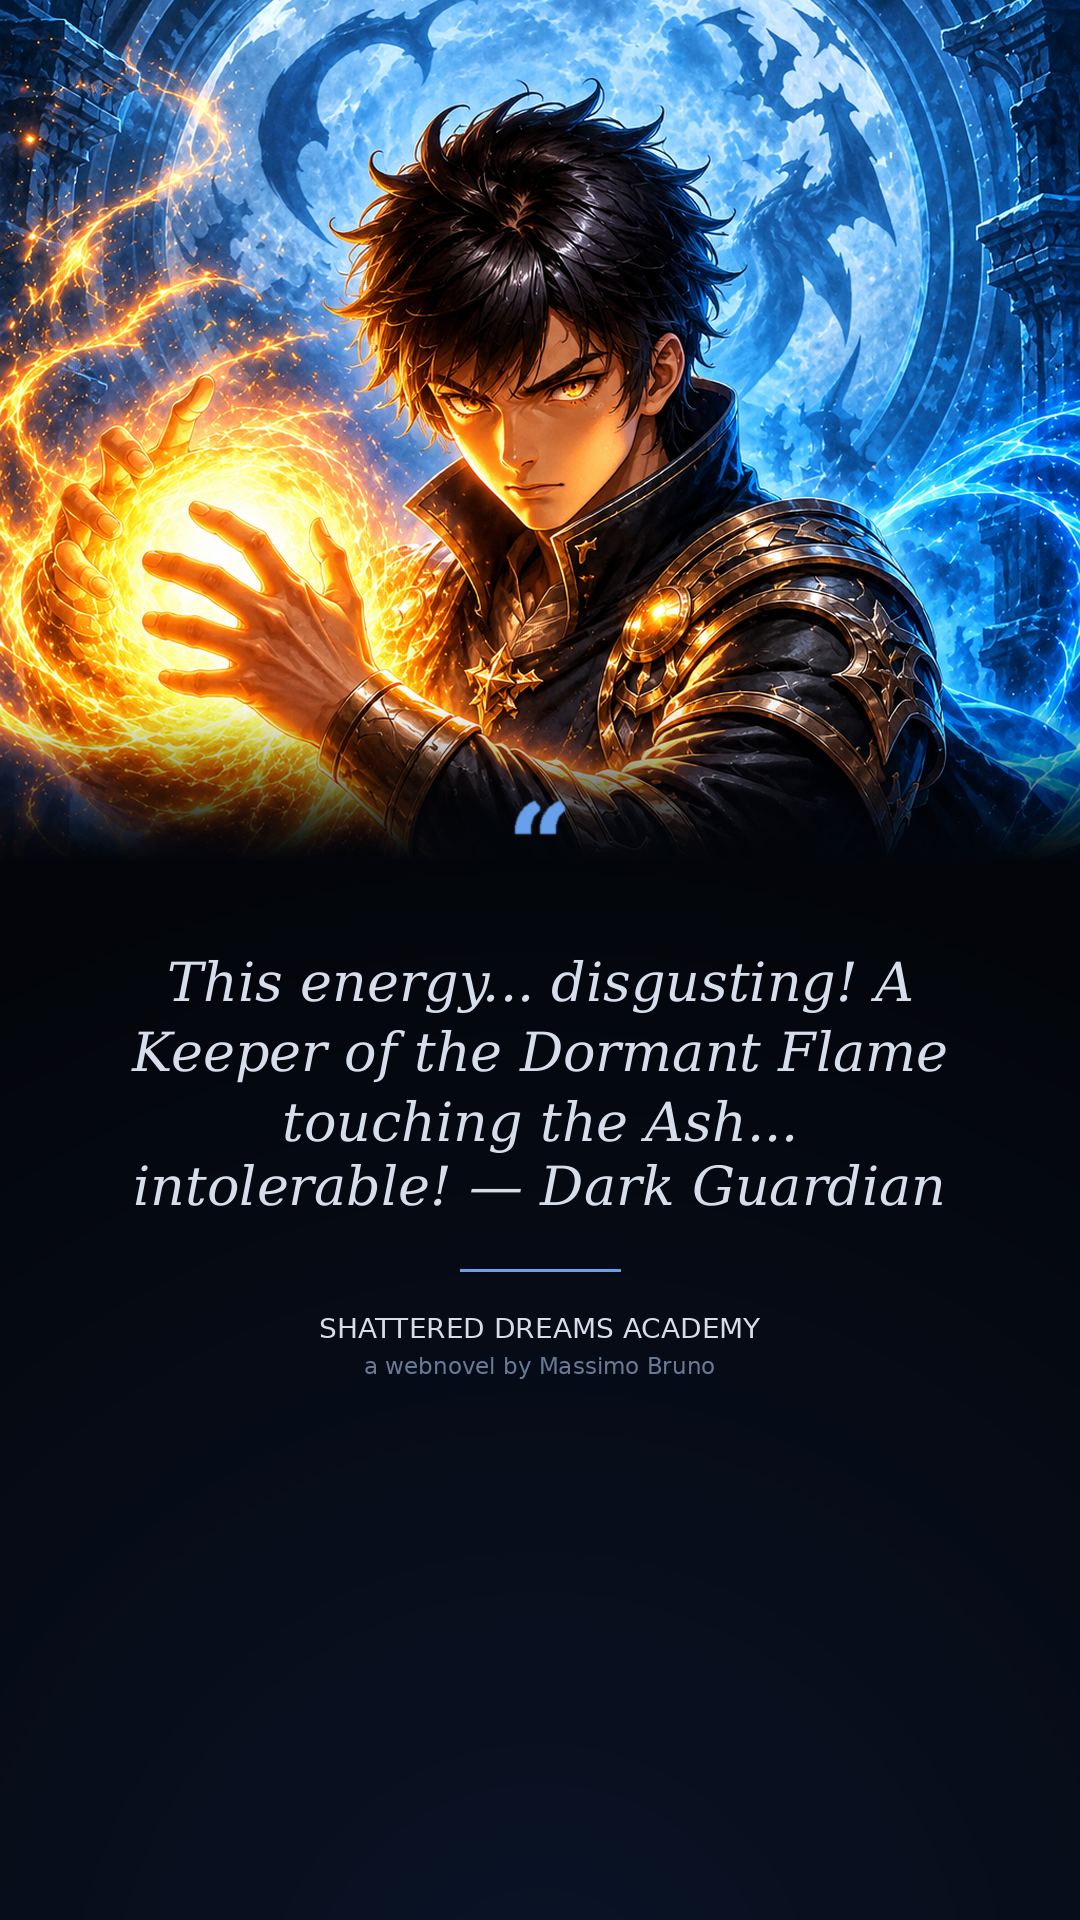 “
This energy... disgusting! A
Keeper of the Dormant Flame
touching the Ash...
intolerable! — Dark Guardian
SHATTERED DREAMS ACADEMY
a webnovel by Massimo Bruno